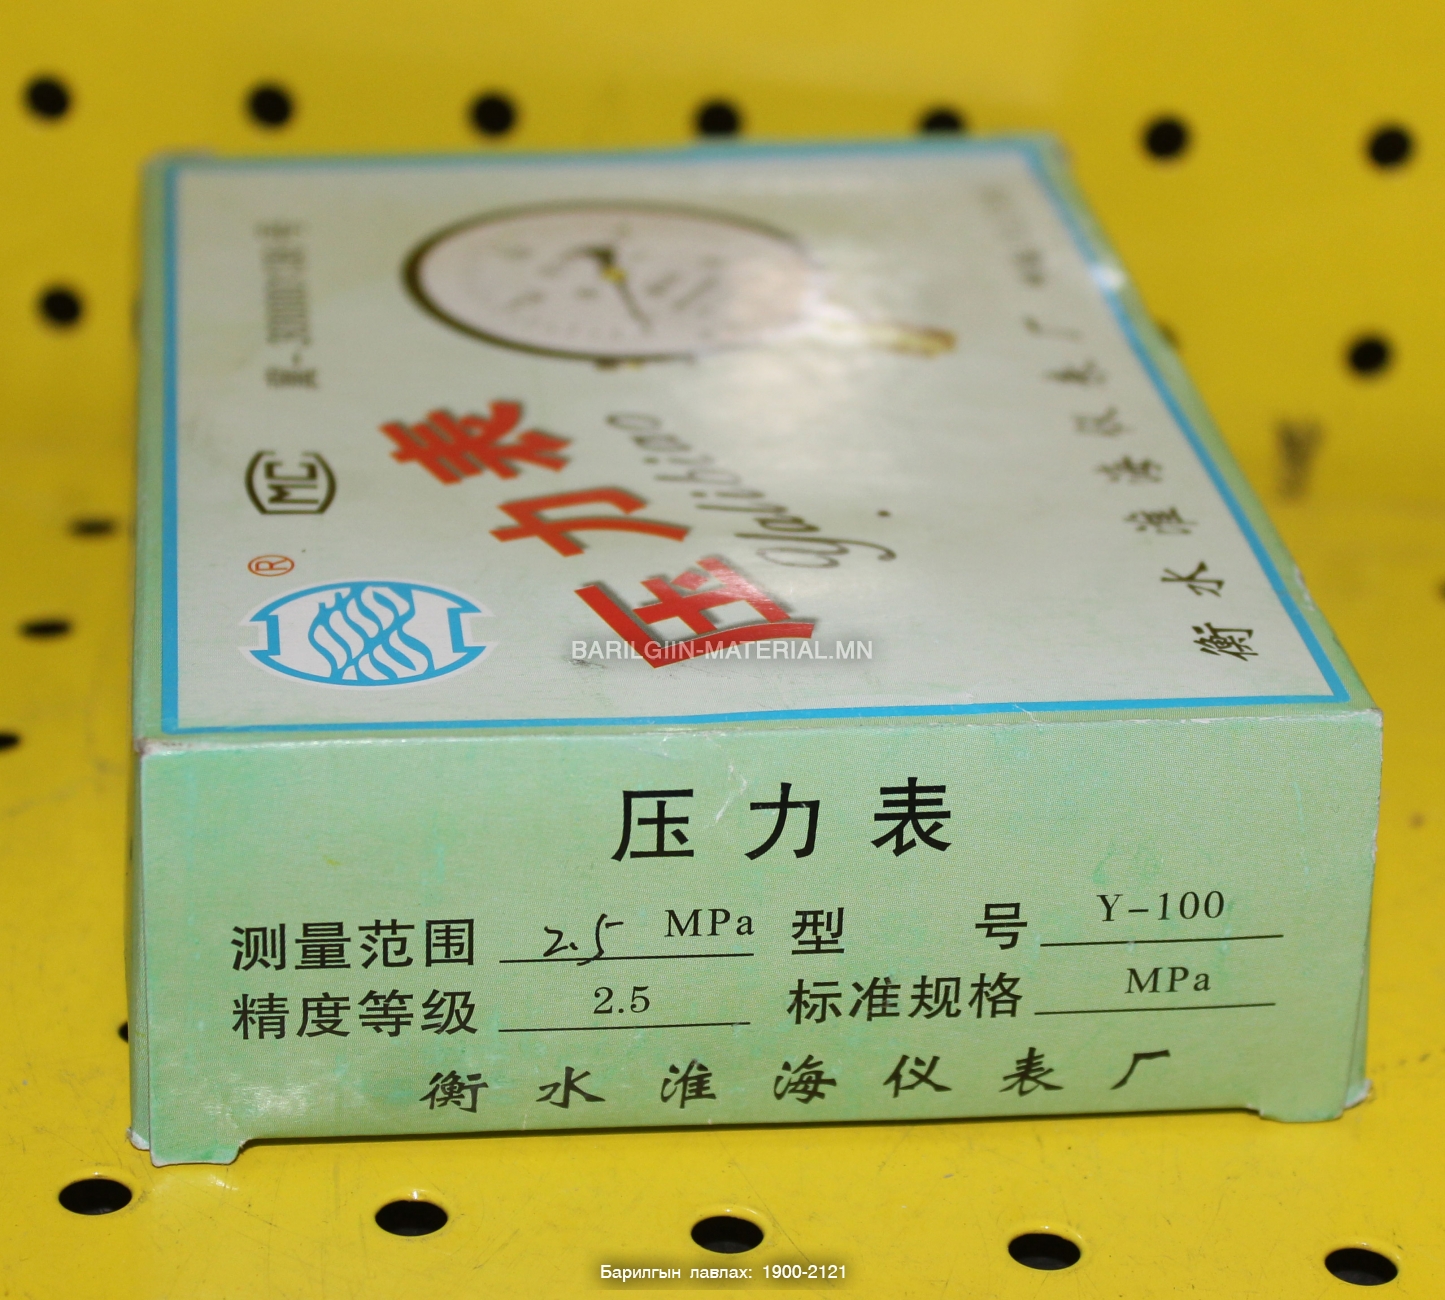 MC
®
压力表
yalibiao
衡水淮海仪表厂
BARILGIIN-MATERIAL.MN
压力表
测量范围 2.5 MPa 型 号 Y-100
精度等级 2.5 标准规格 MPa
衡水淮海仪表厂
Барилгын лавлах: 1900-2121